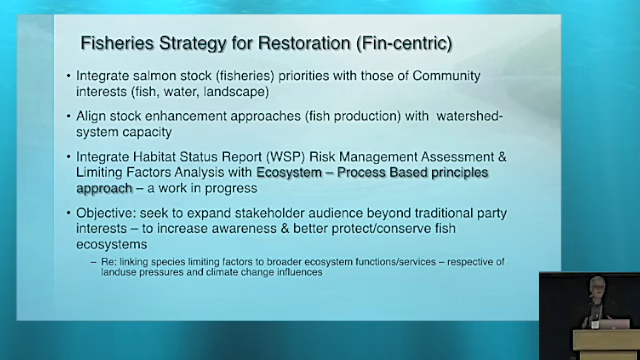 Fisheries Strategy for Restoration (Fin-centric)
• Integrate salmon stock (fisheries) priorities with those of Community
interests (fish, water, landscape)
• Align stock enhancement approaches (fish production) with watershed-
system capacity
• Integrate Habitat Status Report (WSP) Risk Management Assessment &
Limiting Factors Analysis with Ecosystem – Process Based principles
approach – a work in progress
• Objective: seek to expand stakeholder audience beyond traditional party
interests – to increase awareness & better protect/conserve fish
ecosystems
– Re: linking species limiting factors to broader ecosystem functions/services – respective of
landuse pressures and climate change influences